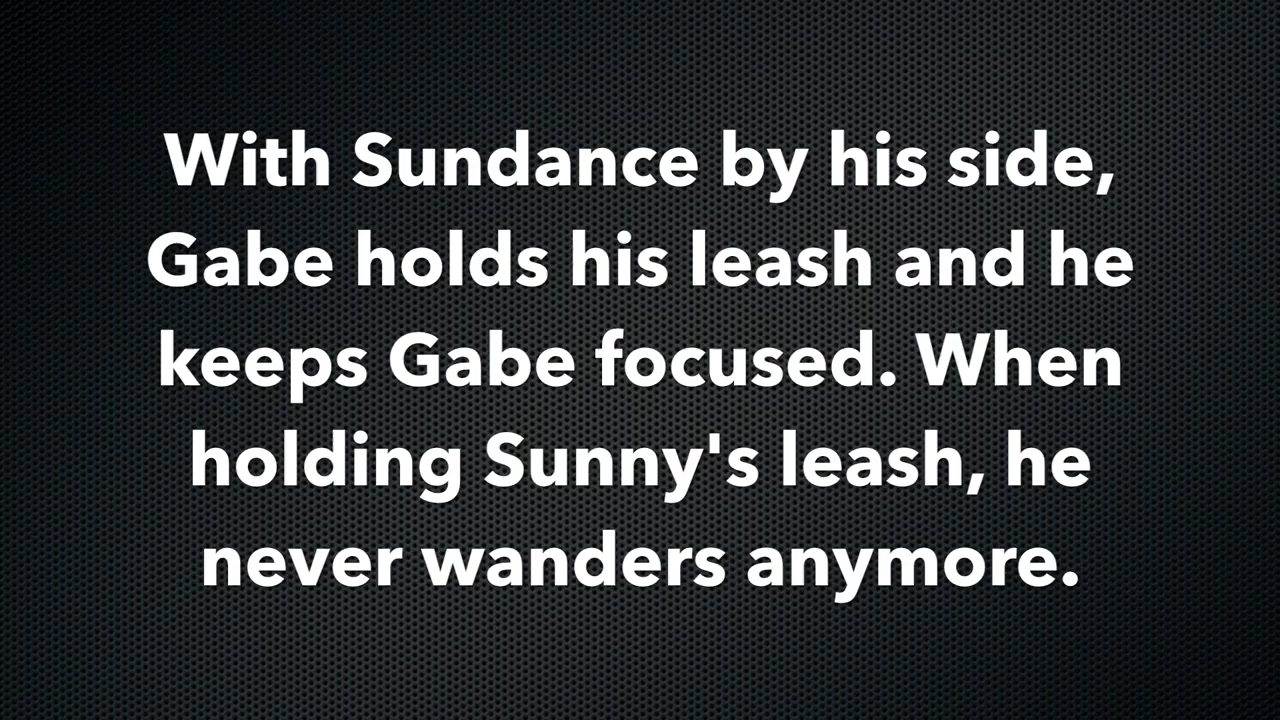 With Sundance by his side,
Gabe holds his leash and he
keeps Gabe focused. When
holding Sunny's leash, he
never wanders anymore.